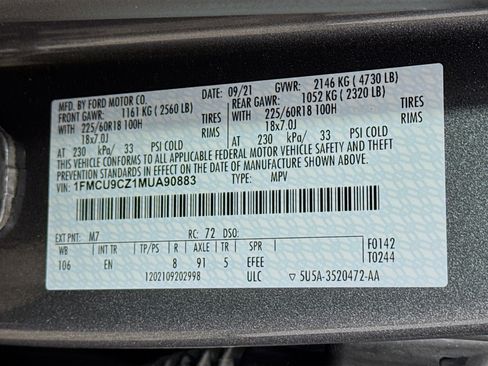 MFD. BY FORD MOTOR CO. DATE: 09/21 GVWR: 2146 KG (4730 LB)
FRONT GAWR: 1161 KG (2560 LB) REAR GAWR: 1052 KG (2320 LB)
WITH 225/60R18 100H TIRES WITH 225/60R18 100H TIRES
18x7.0J RIMS 18x7.0J RIMS
AT 230 kPa/ 33 PSI COLD AT 230 kPa/ 33 PSI COLD
THIS VEHICLE CONFORMS TO ALL APPLICABLE FEDERAL MOTOR VEHICLE SAFETY AND THEFT
PREVENTION STANDARDS IN EFFECT ON THE DATE OF MANUFACTURE SHOWN ABOVE.
VIN: 1FMCU9CZ1MUA90883 TYPE: MPV
EXT PNT: M7 RC: 72 DSO: F0142
WB INT TR TP/PS R AXLE TR SPR T0244
106 EN 8 91 5 EFEE
1202109202998 ULC 5U5A-3520472-AA